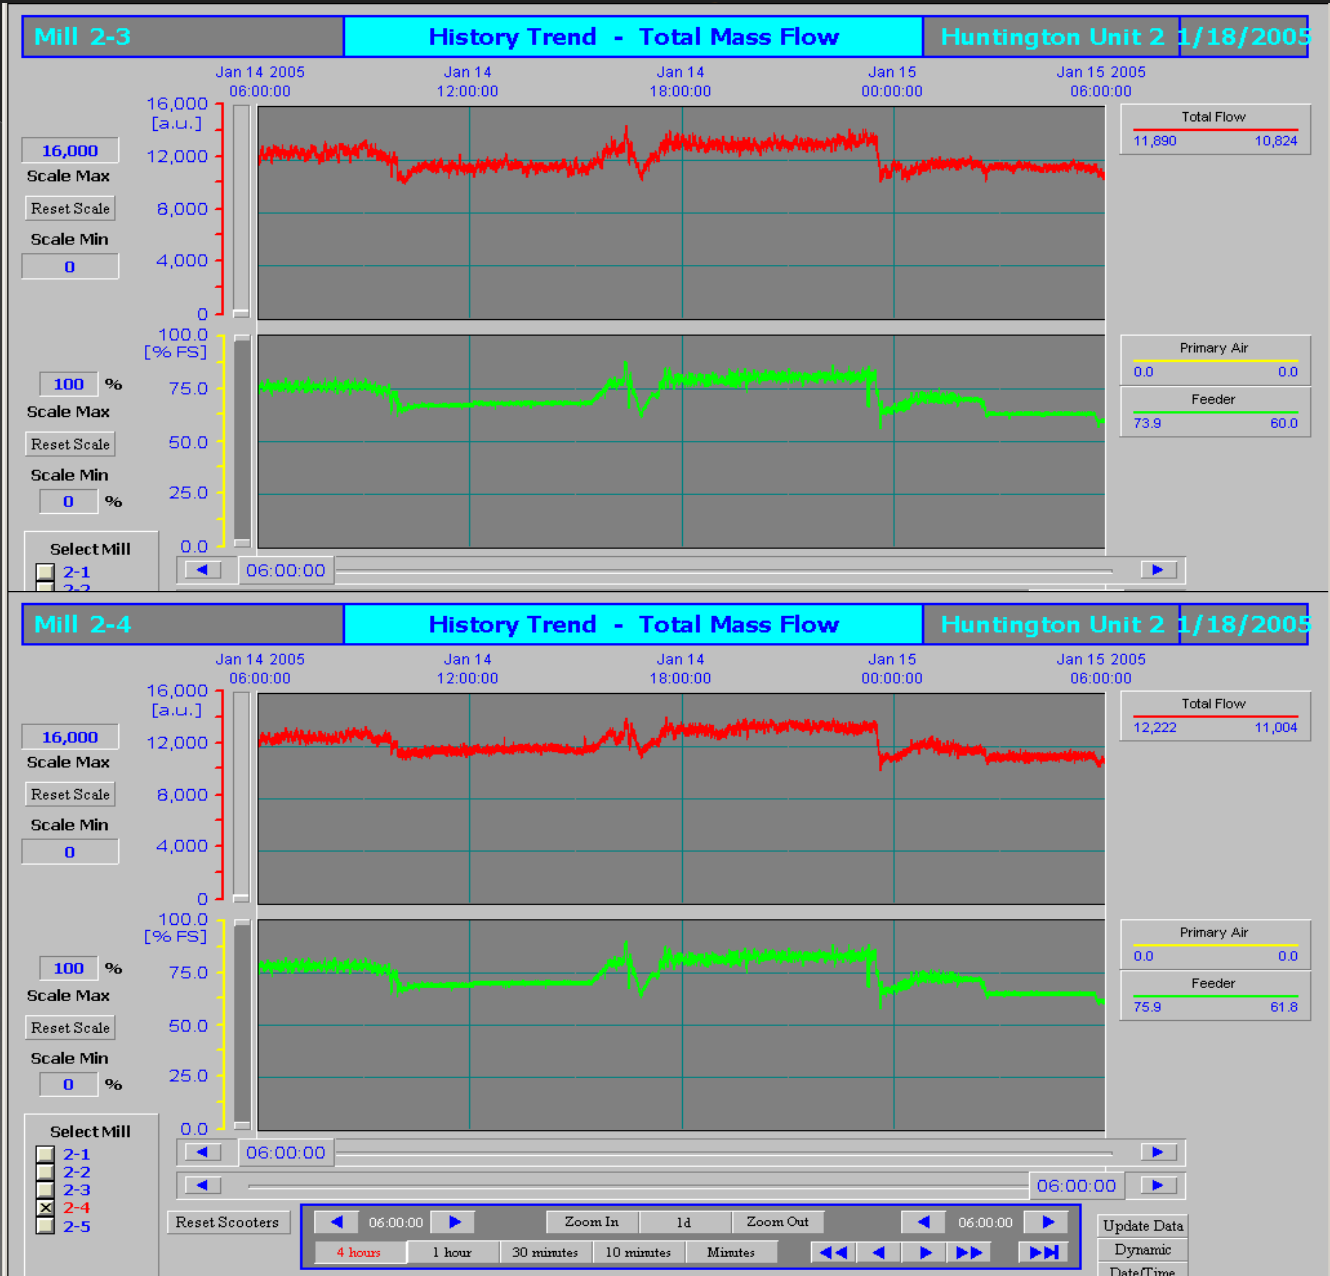 Mill 2-3 History Trend - Total Mass Flow Huntington Unit 2 1/18/2005
Jan 14 2005 Jan 14 Jan 14 Jan 15 Jan 15 2005
06:00:00 12:00:00 18:00:00 00:00:00 06:00:00
16,000
[a.u.]
Total Flow
11,890 10,824
16,000
12,000
Scale Max
Reset Scale
8,000
Scale Min
0
4,000
0
100.0
[% FS]
Primary Air
0.0 0.0
100 %
75.0
Feeder
73.9 60.0
Scale Max
Reset Scale
50.0
Scale Min
0 %
25.0
0.0
Select Mill
06:00:00
2-1
2-2
Mill 2-4 History Trend - Total Mass Flow Huntington Unit 2 1/18/2005
Jan 14 2005 Jan 14 Jan 14 Jan 15 Jan 15 2005
06:00:00 12:00:00 18:00:00 00:00:00 06:00:00
16,000
[a.u.]
Total Flow
12,222 11,004
16,000
12,000
Scale Max
Reset Scale
8,000
Scale Min
0
4,000
0
100.0
[% FS]
Primary Air
0.0 0.0
100 %
75.0
Feeder
75.9 61.8
Scale Max
Reset Scale
50.0
Scale Min
0 %
25.0
0.0
Select Mill
06:00:00
2-1
2-2
2-3
2-4
2-5
06:00:00
Reset Scooters
06:00:00 Zoom In 1d Zoom Out 06:00:00
4 hours 1 hour 30 minutes 10 minutes Minutes
Update Data
Dynamic
Date/Time